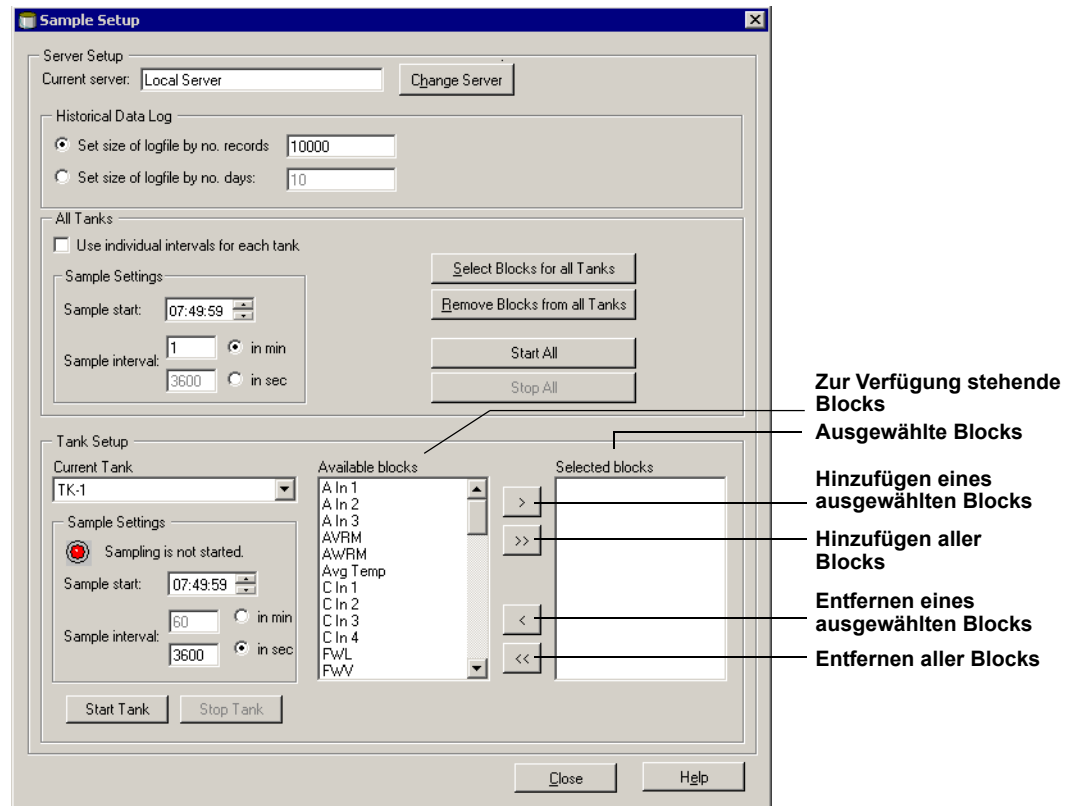 Sample Setup
Server Setup
Current server: Local Server Change Server
Historical Data Log
Set size of logfile by no. records 10000
Set size of logfile by no. days: 10
All Tanks
Use individual intervals for each tank
Sample Settings
Sample start: 07:49:59
Sample interval: 1 in min
3600 in sec
Select Blocks for all Tanks
Remove Blocks from all Tanks
Start All
Stop All
Tank Setup
Current Tank
TK-1
Sample Settings
Sampling is not started.
Sample start: 07:49:59
Sample interval: 60 in min
3600 in sec
Start Tank Stop Tank
Available blocks
A In 1
A In 2
A In 3
AVRM
AWRM
Avg Temp
C In 1
C In 2
C In 3
C In 4
FWL
FWV
>
>>
<
<<
Selected blocks
Close Help
Zur Verfügung stehende
Blocks
Ausgewählte Blocks
Hinzufügen eines
ausgewählten Blocks
Hinzufügen aller
Blocks
Entfernen eines
ausgewählten Blocks
Entfernen aller Blocks